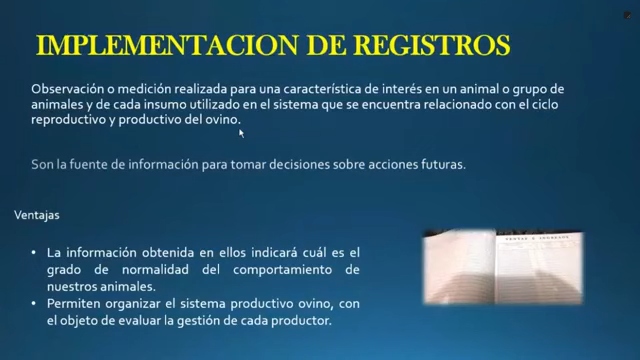 IMPLEMENTACION DE REGISTROS
Observación o medición realizada para una característica de interés en un animal o grupo de
animales y de cada insumo utilizado en el sistema que se encuentra relacionado con el ciclo
reproductivo y productivo del ovino.
Son la fuente de información para tomar decisiones sobre acciones futuras.
Ventajas
• La información obtenida en ellos indicará cuál es el
grado de normalidad del comportamiento de
nuestros animales.
• Permiten organizar el sistema productivo ovino, con
el objeto de evaluar la gestión de cada productor.